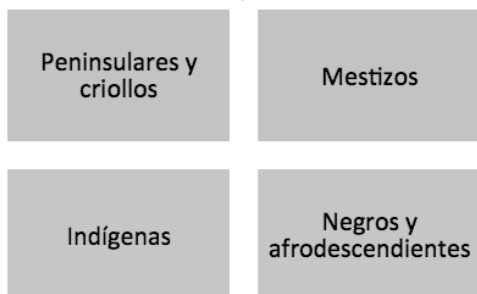 Peninsulares y
criollos
Mestizos
Indígenas
Negros y
afrodescendientes